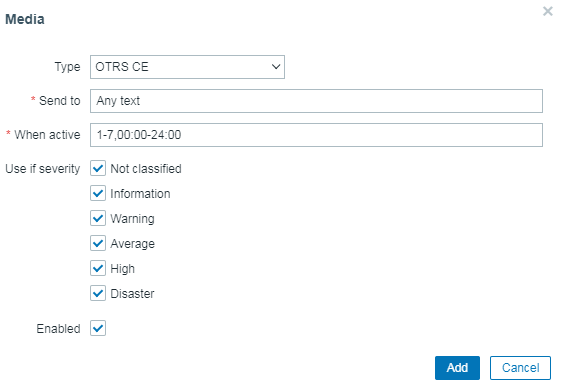 Media
Type OTRS CE
* Send to Any text
* When active 1-7,00:00-24:00
Use if severity Not classified
Information
Warning
Average
High
Disaster
Enabled
Add Cancel